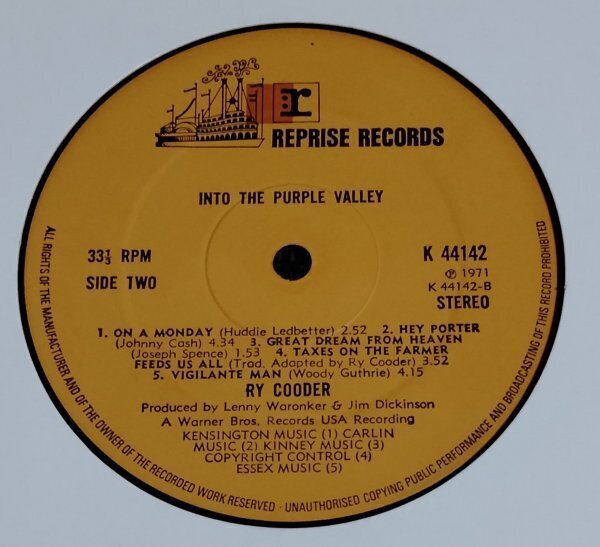 r
REPRISE RECORDS
INTO THE PURPLE VALLEY
33⅓ RPM
SIDE TWO
K 44142
℗ 1971
K 44142-B
STEREO
1. ON A MONDAY (Huddie Ledbetter) 2.52 2. HEY PORTER
(Johnny Cash) 4.34 3. GREAT DREAM FROM HEAVEN
(Joseph Spence) 1.53 4. TAXES ON THE FARMER
FEEDS US ALL (Trad. Adapted by Ry Cooder) 3.52
5. VIGILANTE MAN (Woody Guthrie) 4.15
RY COODER
Produced by Lenny Waronker & Jim Dickinson
A Warner Bros. Records USA Recording
KENSINGTON MUSIC (1) CARLIN
MUSIC (2) KINNEY MUSIC (3)
COPYRIGHT CONTROL (4)
ESSEX MUSIC (5)
ALL RIGHTS OF THE MANUFACTURER AND OF THE OWNER OF THE RECORDED WORK RESERVED - UNAUTHORISED COPYING PUBLIC PERFORMANCE AND BROADCASTING OF THIS RECORD PROHIBITED